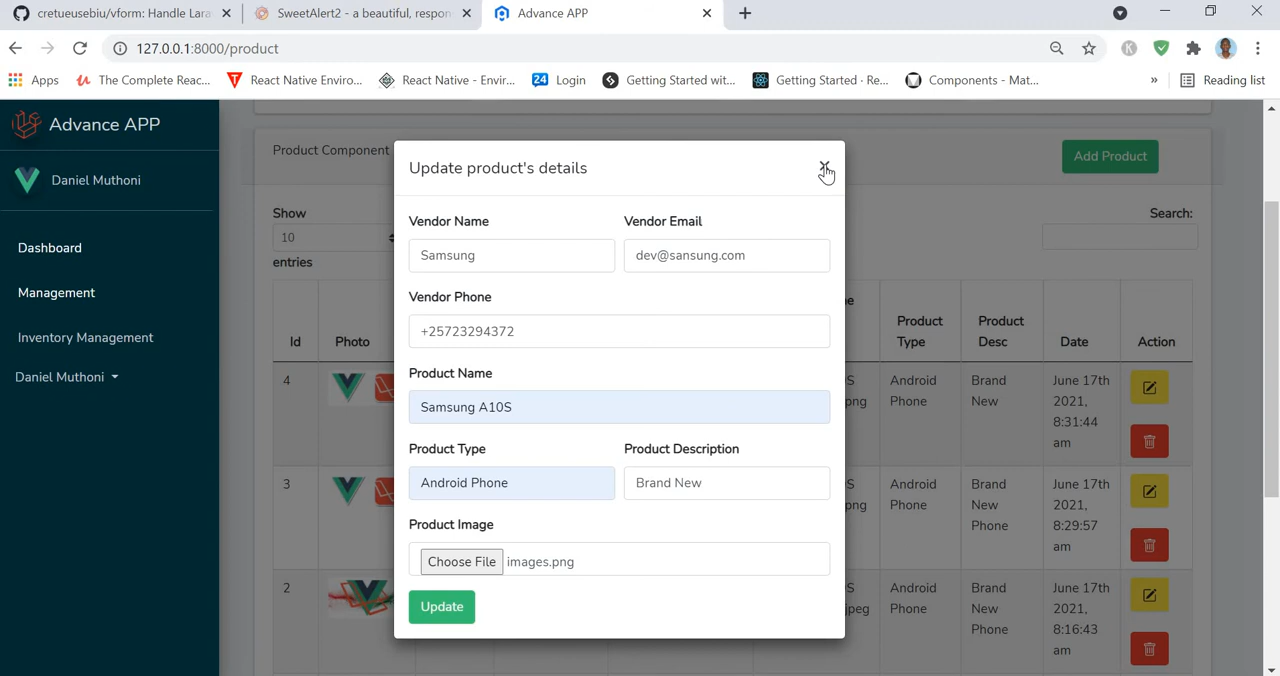 cretueusebiu/vform: Handle Lara
SweetAlert2 - a beautiful, respon
Advance APP
127.0.0.1:8000/product
Apps
The Complete Reac...
React Native Enviro...
React Native - Envir...
24 Login
Getting Started wit...
Getting Started · Re...
Components - Mat...
»
Reading list
Advance APP
Daniel Muthoni
Dashboard
Management
Inventory Management
Daniel Muthoni
Product Component
Add Product
Show
10
entries
Search:
Update product's details
Vendor Name
Vendor Email
Samsung
dev@sansung.com
Vendor Phone
+25723294372
Product Name
Samsung A10S
Product Type
Product Description
Android Phone
Brand New
Product Image
Choose File images.png
Update
Id
Photo
Product
Type
Product
Desc
Date
Action
4
png
Android
Phone
Brand
New
June 17th
2021,
8:31:44
am
3
png
Android
Phone
Brand
New
Phone
June 17th
2021,
8:29:57
am
2
jpeg
Android
Phone
Brand
New
Phone
June 17th
2021,
8:16:43
am